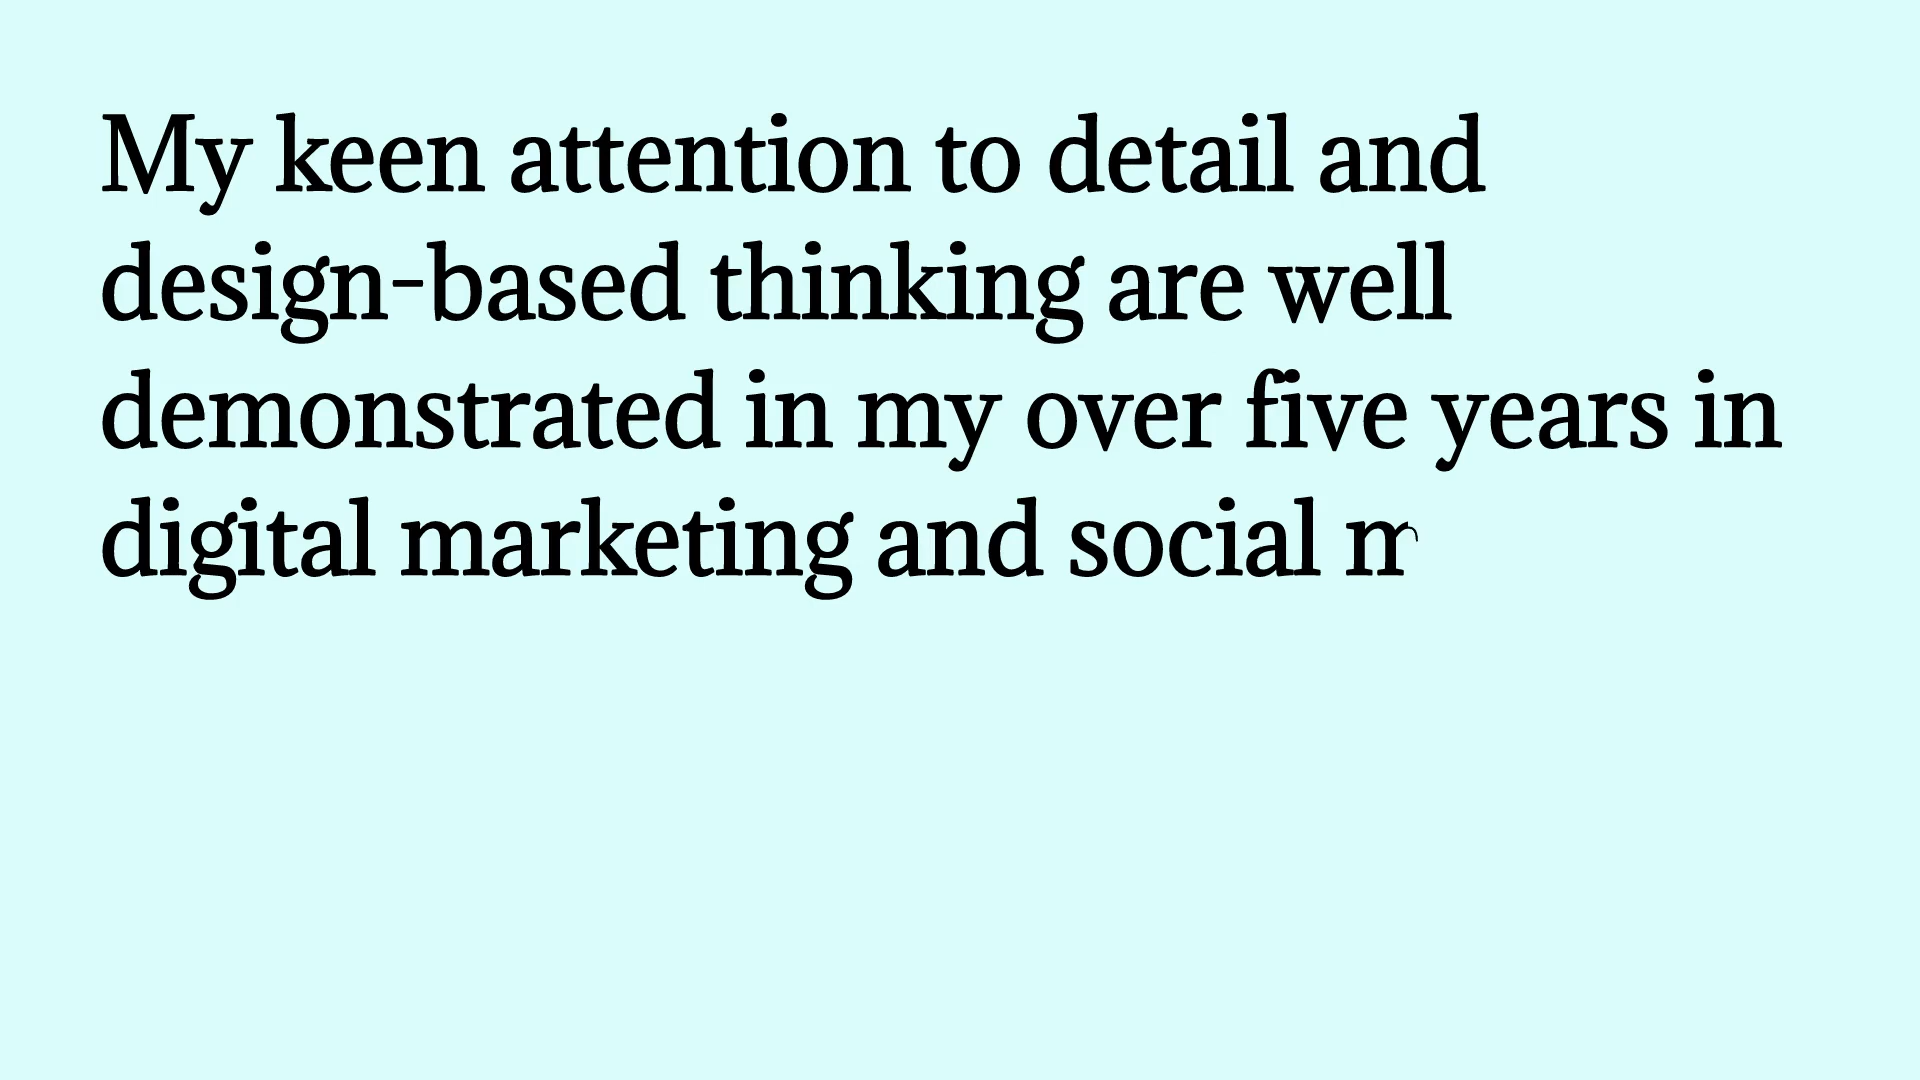 My keen attention to detail and
design-based thinking are well
demonstrated in my over five years in
digital marketing and social